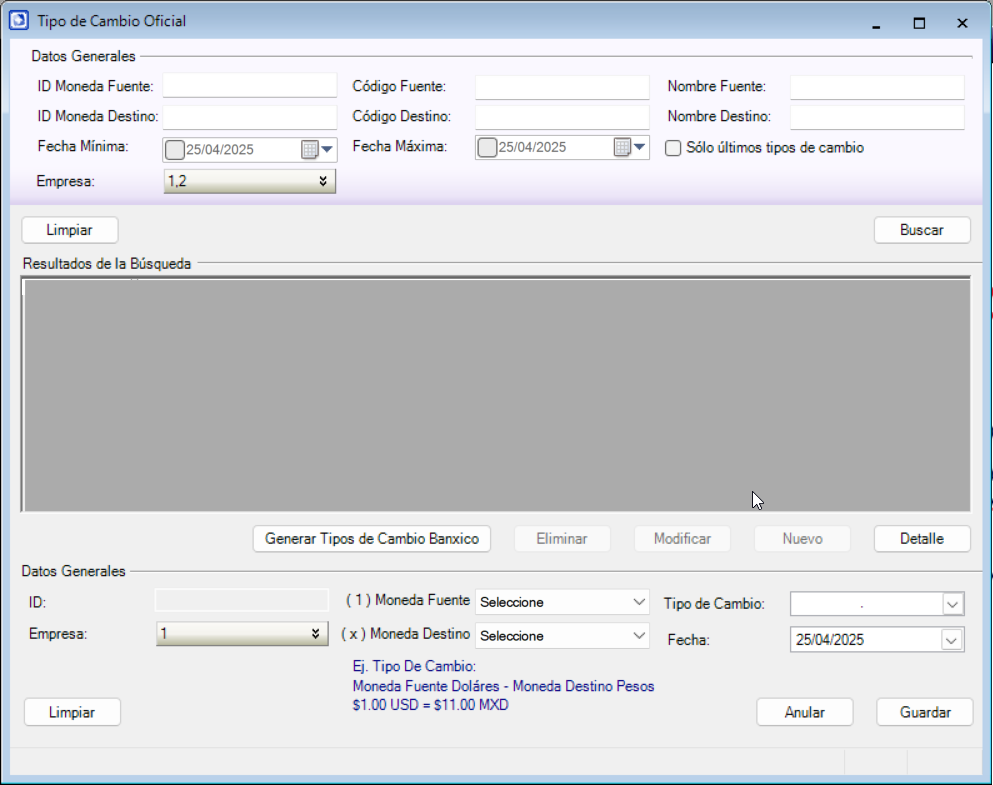 Tipo de Cambio Oficial
Datos Generales
ID Moneda Fuente: Código Fuente: Nombre Fuente:
ID Moneda Destino: Código Destino: Nombre Destino:
Fecha Mínima: 25/04/2025 Fecha Máxima: 25/04/2025 Sólo últimos tipos de cambio
Empresa: 1,2
Limpiar Buscar
Resultados de la Búsqueda
Generar Tipos de Cambio Banxico Eliminar Modificar Nuevo Detalle
Datos Generales
ID: ( 1 ) Moneda Fuente Seleccione Tipo de Cambio: .
Empresa: 1 ( x ) Moneda Destino Seleccione Fecha: 25/04/2025
Ej. Tipo De Cambio:
Moneda Fuente Doláres - Moneda Destino Pesos
$1.00 USD = $11.00 MXD
Limpiar Anular Guardar